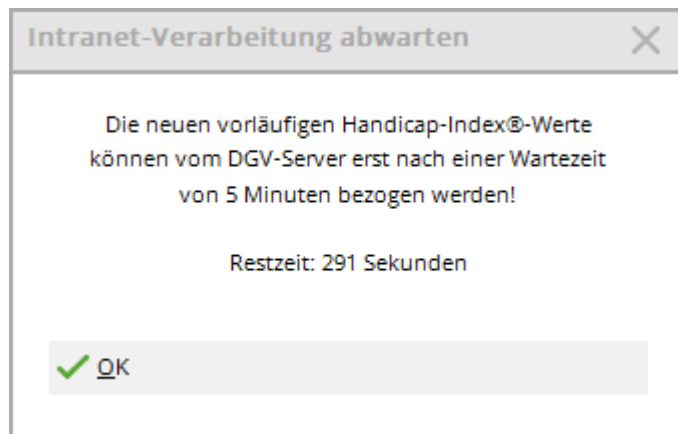 Intranet-Verarbeitung abwarten
Die neuen vorläufigen Handicap-Index®-Werte
können vom DGV-Server erst nach einer Wartezeit
von 5 Minuten bezogen werden!
Restzeit: 291 Sekunden
OK